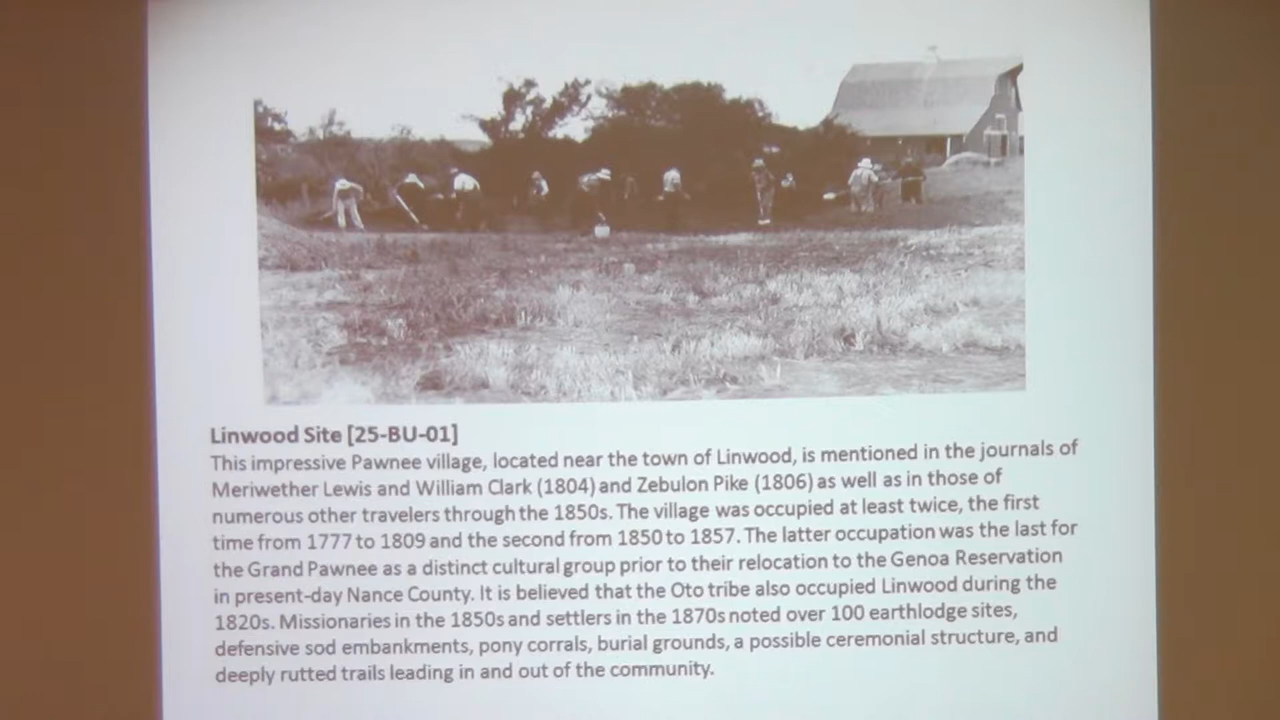 Linwood Site [25-BU-01]
This impressive Pawnee village, located near the town of Linwood, is mentioned in the journals of
Meriwether Lewis and William Clark (1804) and Zebulon Pike (1806) as well as in those of
numerous other travelers through the 1850s. The village was occupied at least twice, the first
time from 1777 to 1809 and the second from 1850 to 1857. The latter occupation was the last for
the Grand Pawnee as a distinct cultural group prior to their relocation to the Genoa Reservation
in present-day Nance County. It is believed that the Oto tribe also occupied Linwood during the
1820s. Missionaries in the 1850s and settlers in the 1870s noted over 100 earthlodge sites,
defensive sod embankments, pony corrals, burial grounds, a possible ceremonial structure, and
deeply rutted trails leading in and out of the community.